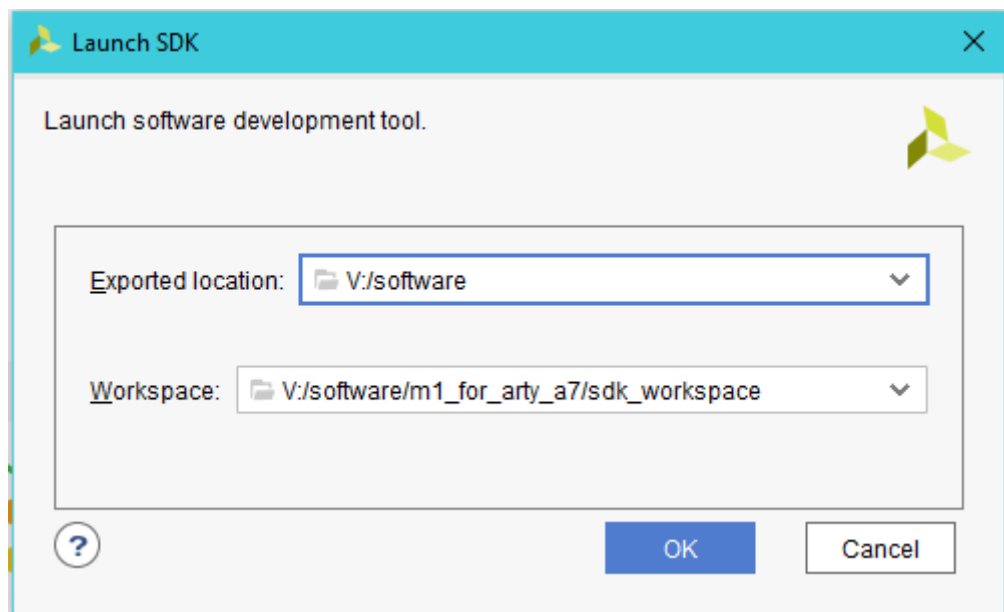 Launch SDK
Launch software development tool.
Exported location: V:/software
Workspace: V:/software/m1_for_arty_a7/sdk_workspace
? OK Cancel